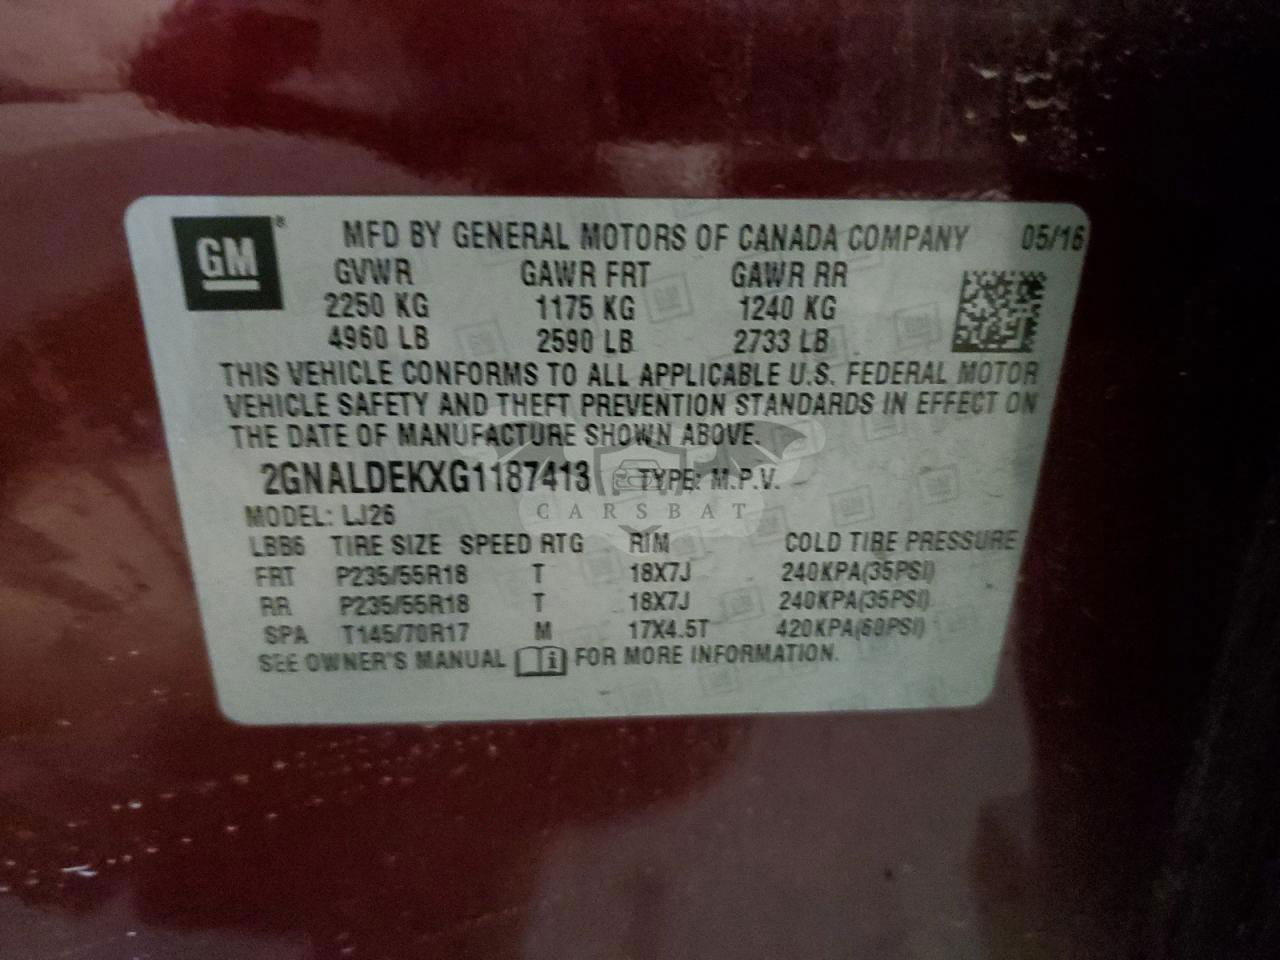 GM® MFD BY GENERAL MOTORS OF CANADA COMPANY 05/16
GVWR GAWR FRT GAWR RR
2250 KG 1175 KG 1240 KG
4960 LB 2590 LB 2733 LB
THIS VEHICLE CONFORMS TO ALL APPLICABLE U.S. FEDERAL MOTOR
VEHICLE SAFETY AND THEFT PREVENTION STANDARDS IN EFFECT ON
THE DATE OF MANUFACTURE SHOWN ABOVE.
2GNALDEKXG1187413 TYPE: M.P.V.
CARSBAT
MODEL: LJ26
LBB6 TIRE SIZE SPEED RTG RIM COLD TIRE PRESSURE
FRT P235/55R18 T 18X7J 240KPA(35PSI)
RR P235/55R18 T 18X7J 240KPA(35PSI)
SPA T145/70R17 M 17X4.5T 420KPA(60PSI)
SEE OWNER'S MANUAL i FOR MORE INFORMATION.